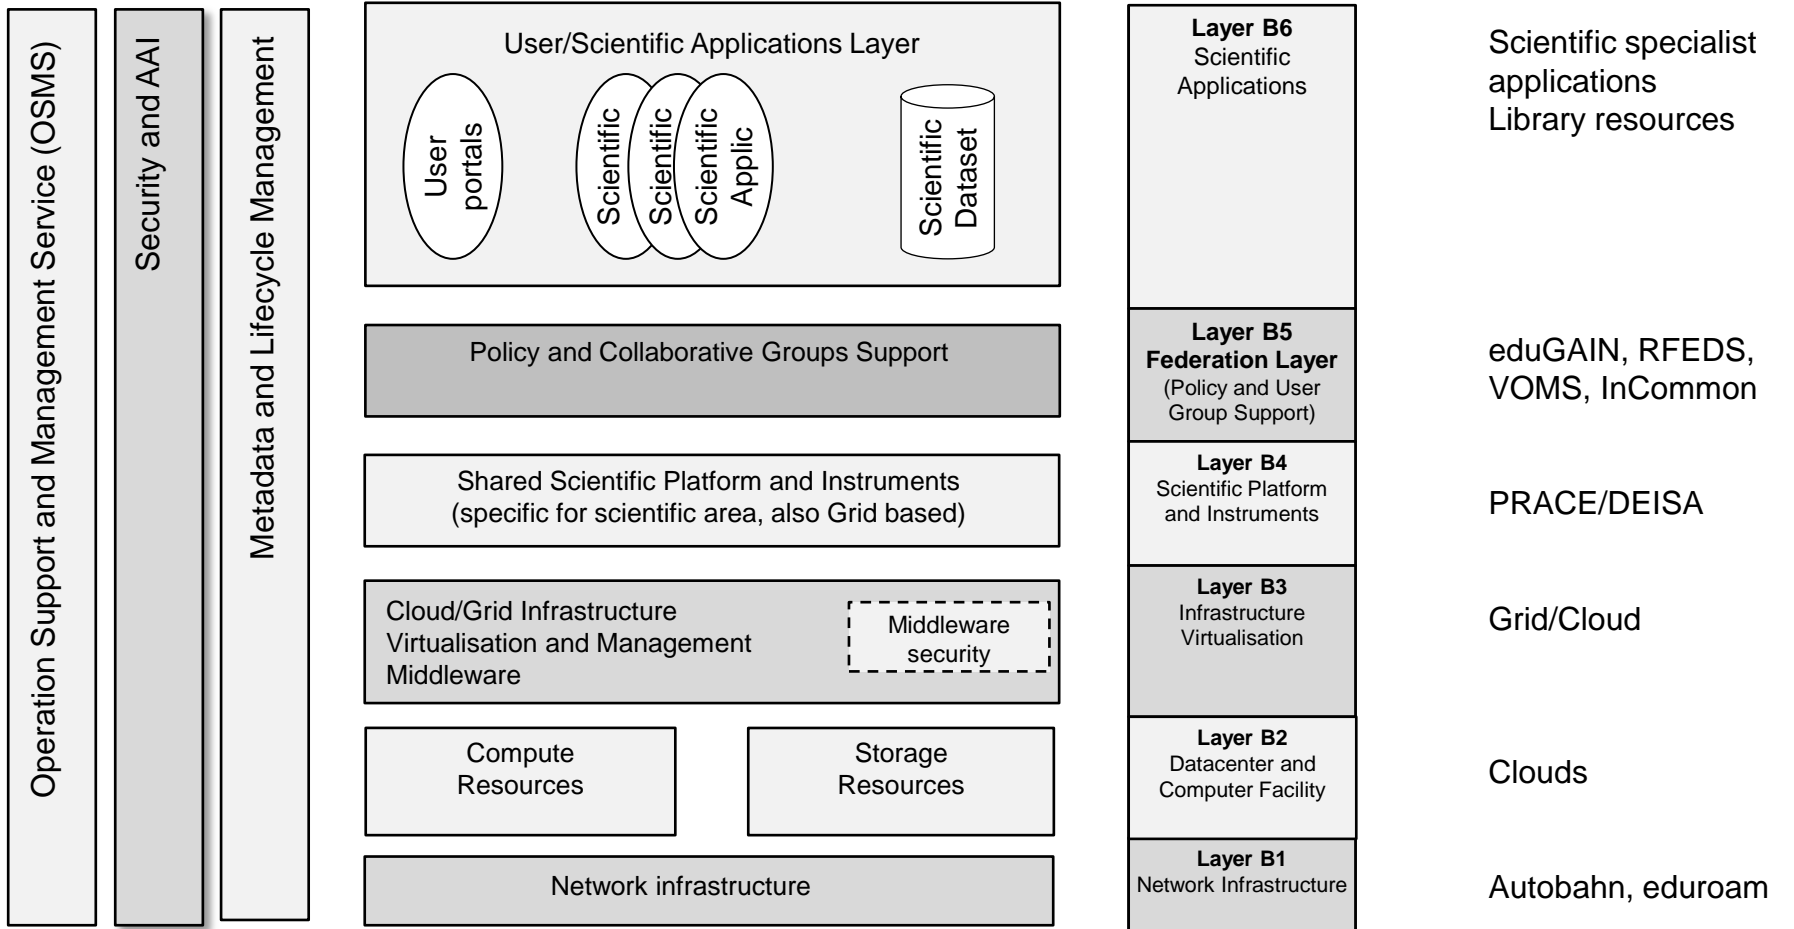 Operation Support and Management Service (OSMS)
Security and AAI
Metadata and Lifecycle Management
User/Scientific Applications Layer
User
portals
Scientific
Scientific
Scientific
Applic
Scientific
Dataset
Policy and Collaborative Groups Support
Shared Scientific Platform and Instruments
(specific for scientific area, also Grid based)
Cloud/Grid Infrastructure
Virtualisation and Management
Middleware
Middleware
security
Compute
Resources
Storage
Resources
Network infrastructure
Layer B6
Scientific
Applications
Layer B5
Federation Layer
(Policy and User
Group Support)
Layer B4
Scientific Platform
and Instruments
Layer B3
Infrastructure
Virtualisation
Layer B2
Datacenter and
Computer Facility
Layer B1
Network Infrastructure
Scientific specialist
applications
Library resources
eduGAIN, RFEDS,
VOMS, InCommon
PRACE/DEISA
Grid/Cloud
Clouds
Autobahn, eduroam